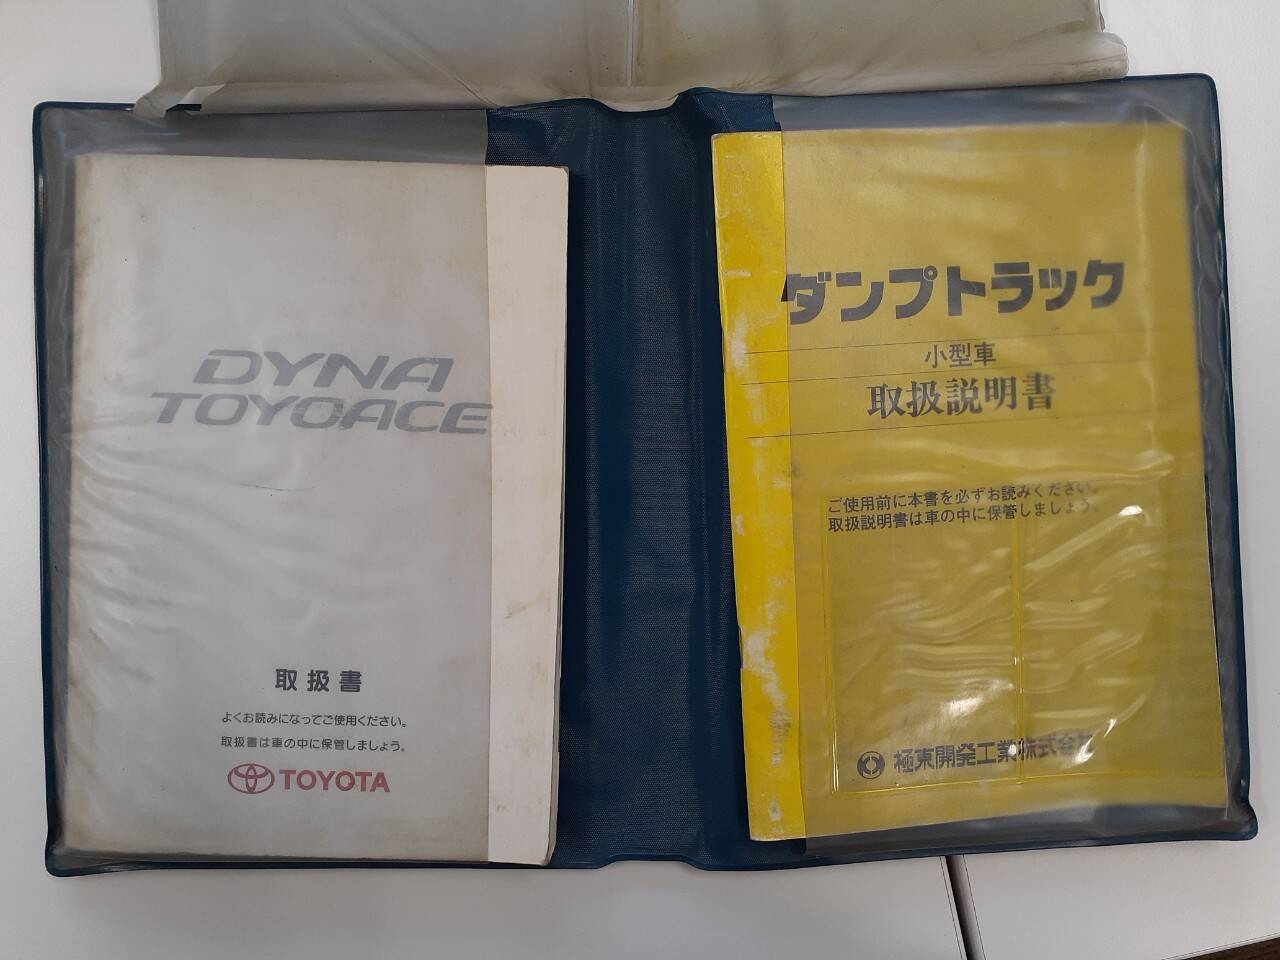 DYNA
TOYOACE
取扱書
よくお読みになってご使用ください。
取扱書は車の中に保管しましょう。
TOYOTA
ダンプトラック
小型車
取扱説明書
ご使用前に本書を必ずお読みください。
取扱説明書は車の中に保管しましょう。
極東開発工業株式会社